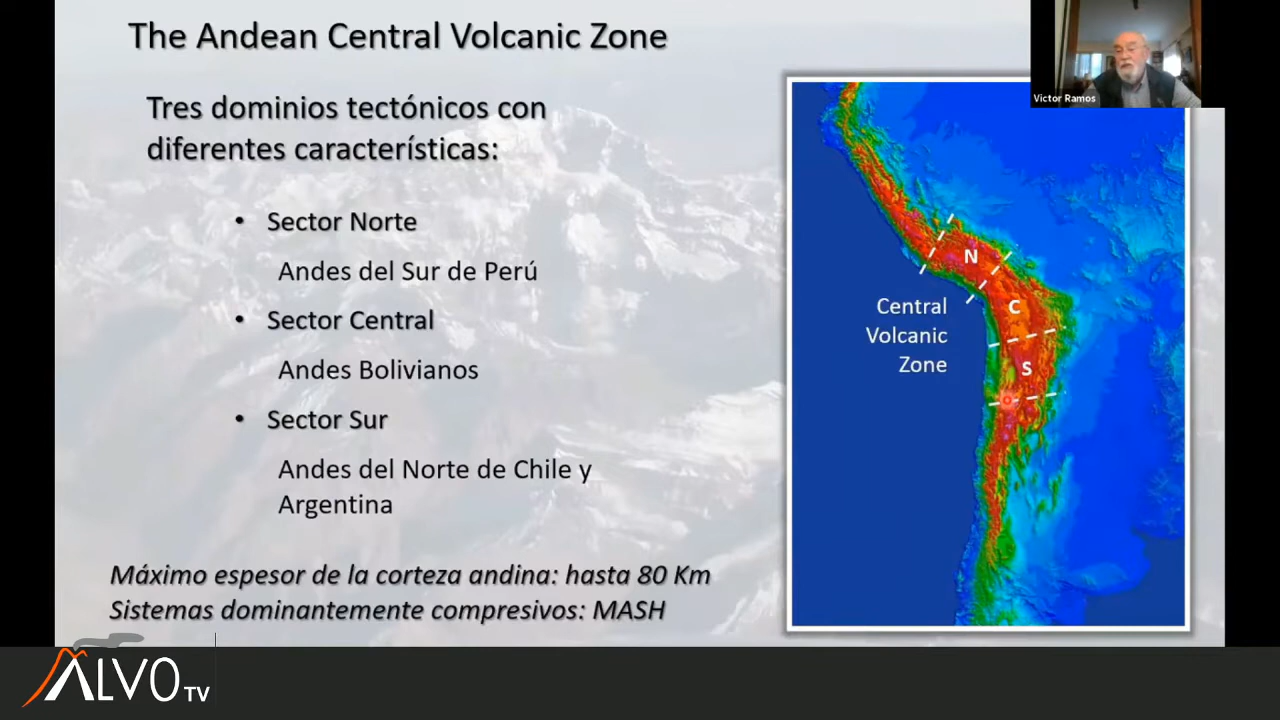 The Andean Central Volcanic Zone
Victor Ramos
Tres dominios tectónicos con
diferentes características:
• Sector Norte
Andes del Sur de Perú
• Sector Central
Andes Bolivianos
• Sector Sur
Andes del Norte de Chile y
Argentina
Máximo espesor de la corteza andina: hasta 80 Km
Sistemas dominantemente compresivos: MASH
N
C
S
Central
Volcanic
Zone
ALVO TV